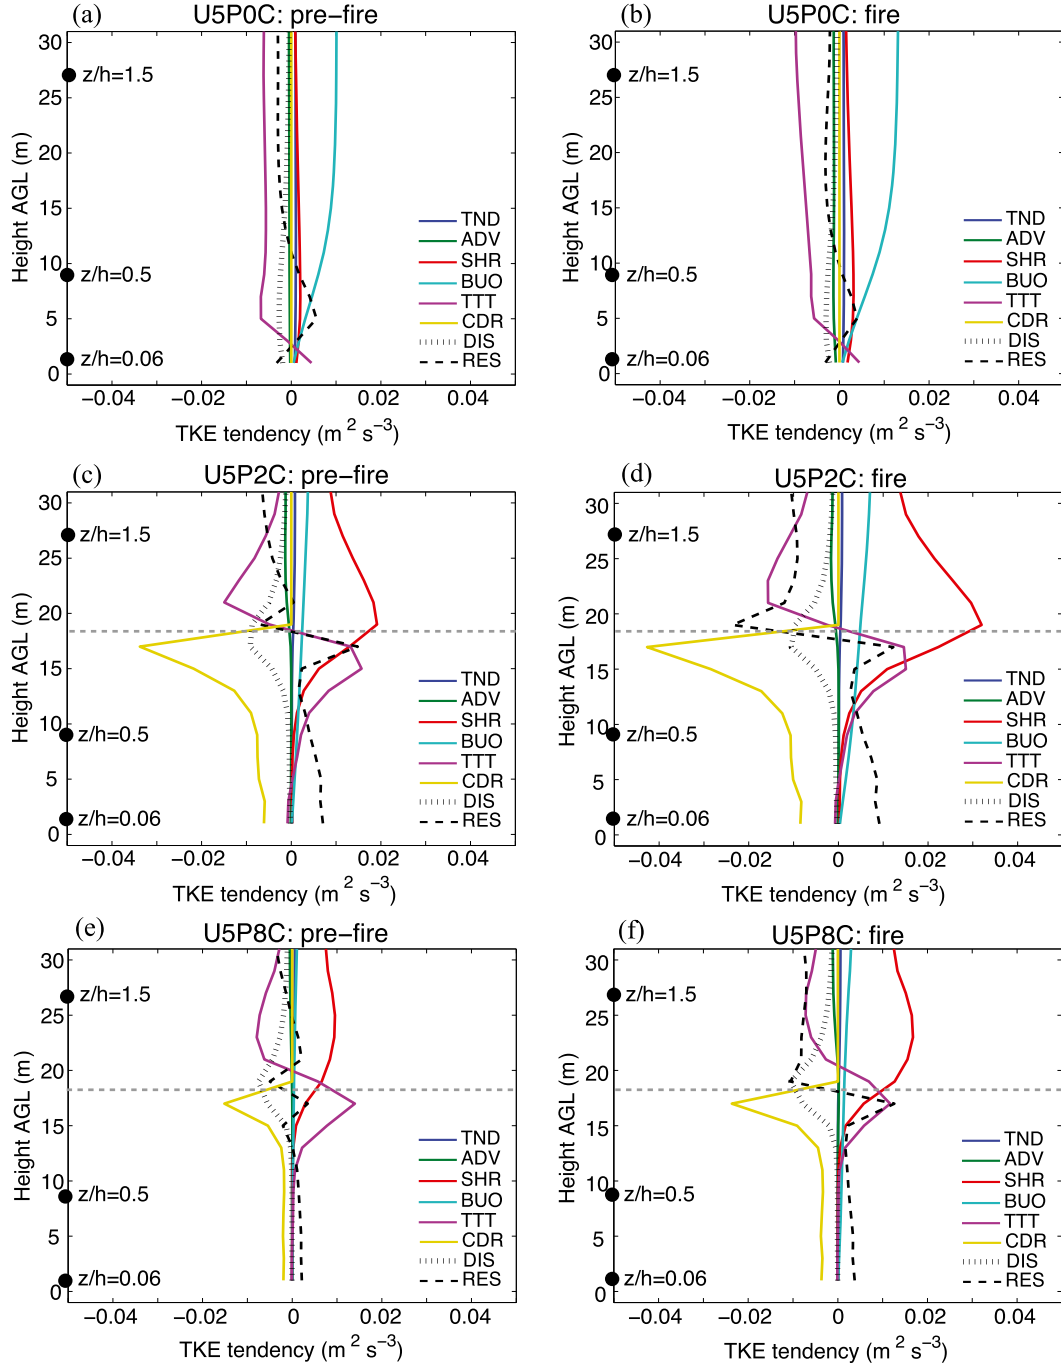 (a) U5P0C: pre-fire
30
z/h=1.5
25
20
15
10
z/h=0.5
5
z/h=0.06
0
Height AGL (m)
TND
ADV
SHR
BUO
TTT
CDR
DIS
RES
−0.04 −0.02 0 0.02 0.04
TKE tendency (m² s⁻³)
(b) U5P0C: fire
30
z/h=1.5
25
20
15
10
z/h=0.5
5
z/h=0.06
0
Height AGL (m)
TND
ADV
SHR
BUO
TTT
CDR
DIS
RES
−0.04 −0.02 0 0.02 0.04
TKE tendency (m² s⁻³)
(c) U5P2C: pre-fire
30
z/h=1.5
25
20
15
10
z/h=0.5
5
z/h=0.06
0
Height AGL (m)
TND
ADV
SHR
BUO
TTT
CDR
DIS
RES
−0.04 −0.02 0 0.02 0.04
TKE tendency (m² s⁻³)
(d) U5P2C: fire
30
z/h=1.5
25
20
15
10
z/h=0.5
5
z/h=0.06
0
Height AGL (m)
TND
ADV
SHR
BUO
TTT
CDR
DIS
RES
−0.04 −0.02 0 0.02 0.04
TKE tendency (m² s⁻³)
(e) U5P8C: pre-fire
30
z/h=1.5
25
20
15
10
z/h=0.5
5
z/h=0.06
0
Height AGL (m)
TND
ADV
SHR
BUO
TTT
CDR
DIS
RES
−0.04 −0.02 0 0.02 0.04
TKE tendency (m² s⁻³)
(f) U5P8C: fire
30
z/h=1.5
25
20
15
10
z/h=0.5
5
z/h=0.06
0
Height AGL (m)
TND
ADV
SHR
BUO
TTT
CDR
DIS
RES
−0.04 −0.02 0 0.02 0.04
TKE tendency (m² s⁻³)